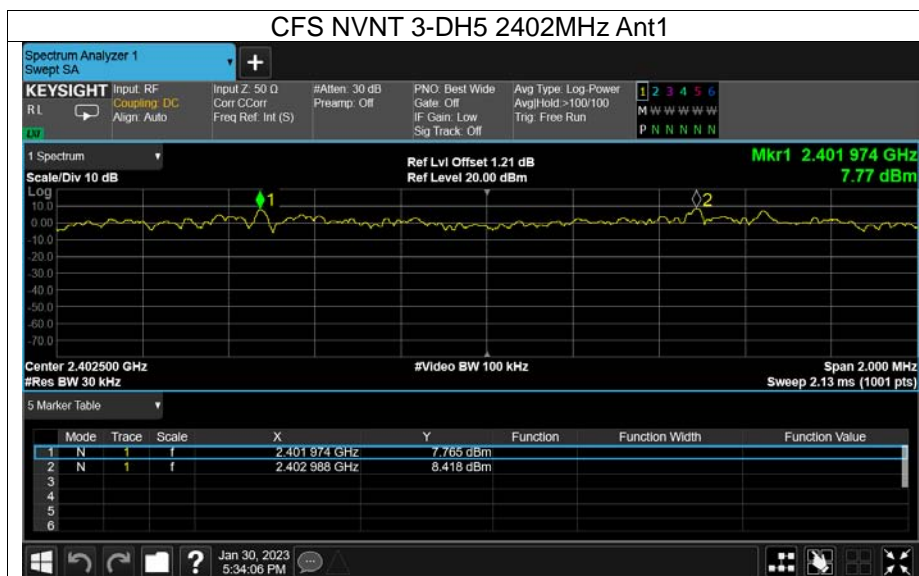 CFS NVNT 3-DH5 2402MHz Ant1
Spectrum Analyzer 1
Swept SA
+
KEYSIGHT Input: RF Input Z: 50 Ω #Atten: 30 dB PNO: Best Wide Avg Type: Log-Power 1 2 3 4 5 6
RL Coupling: DC Corr CCorr Preamp: Off Gate: Off Avg|Hold:>100/100 M W W W W W
Align: Auto Freq Ref: Int (S) IF Gain: Low Trig: Free Run
Sig Track: Off P N N N N N
1 Spectrum Ref Lvl Offset 1.21 dB Mkr1 2.401 974 GHz
Scale/Div 10 dB Ref Level 20.00 dBm 7.77 dBm
Log
10.0
0.00
-10.0
-20.0
-30.0
-40.0
-50.0
-60.0
-70.0
1
2
Center 2.402500 GHz #Video BW 100 kHz Span 2.000 MHz
#Res BW 30 kHz Sweep 2.13 ms (1001 pts)
5 Marker Table
Mode Trace Scale X Y Function Function Width Function Value
1 N 1 f 2.401 974 GHz 7.765 dBm
2 N 1 f 2.402 988 GHz 8.418 dBm
3
4
5
6
? Jan 30, 2023
5:34:06 PM